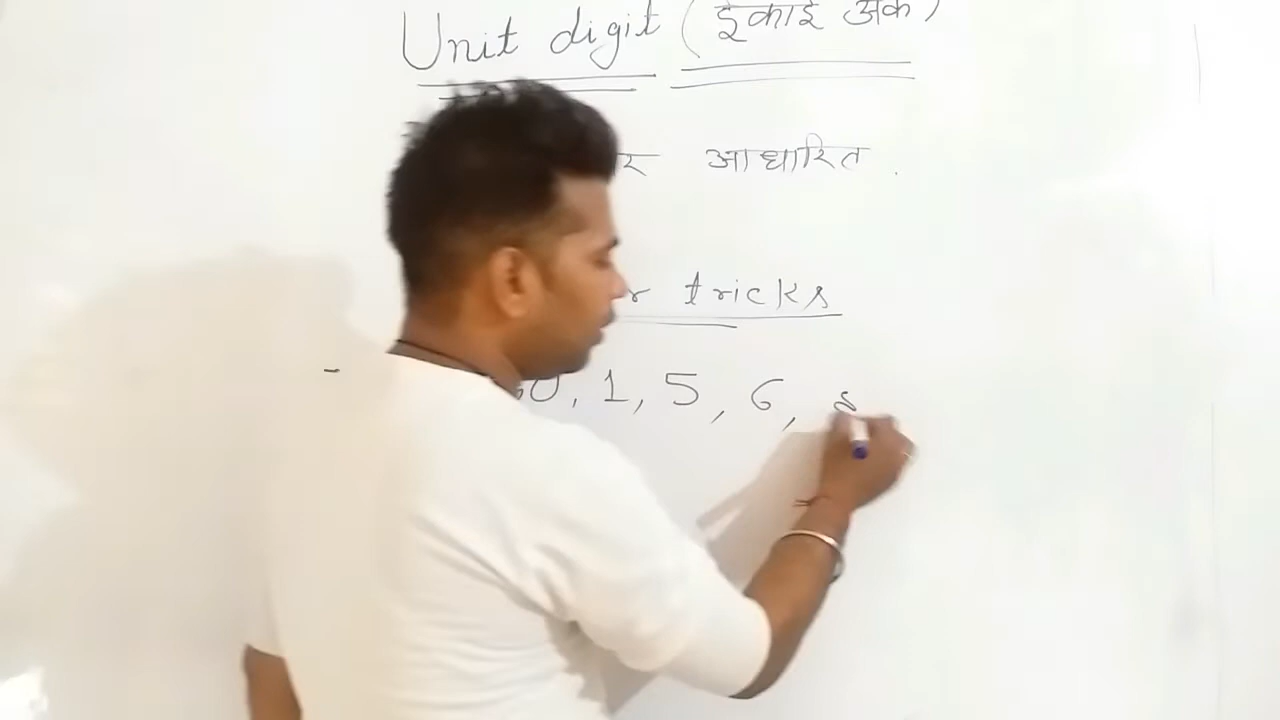 Unit digit (इकाई अंक)
आधारित .
tricks
0, 1, 5, 6,